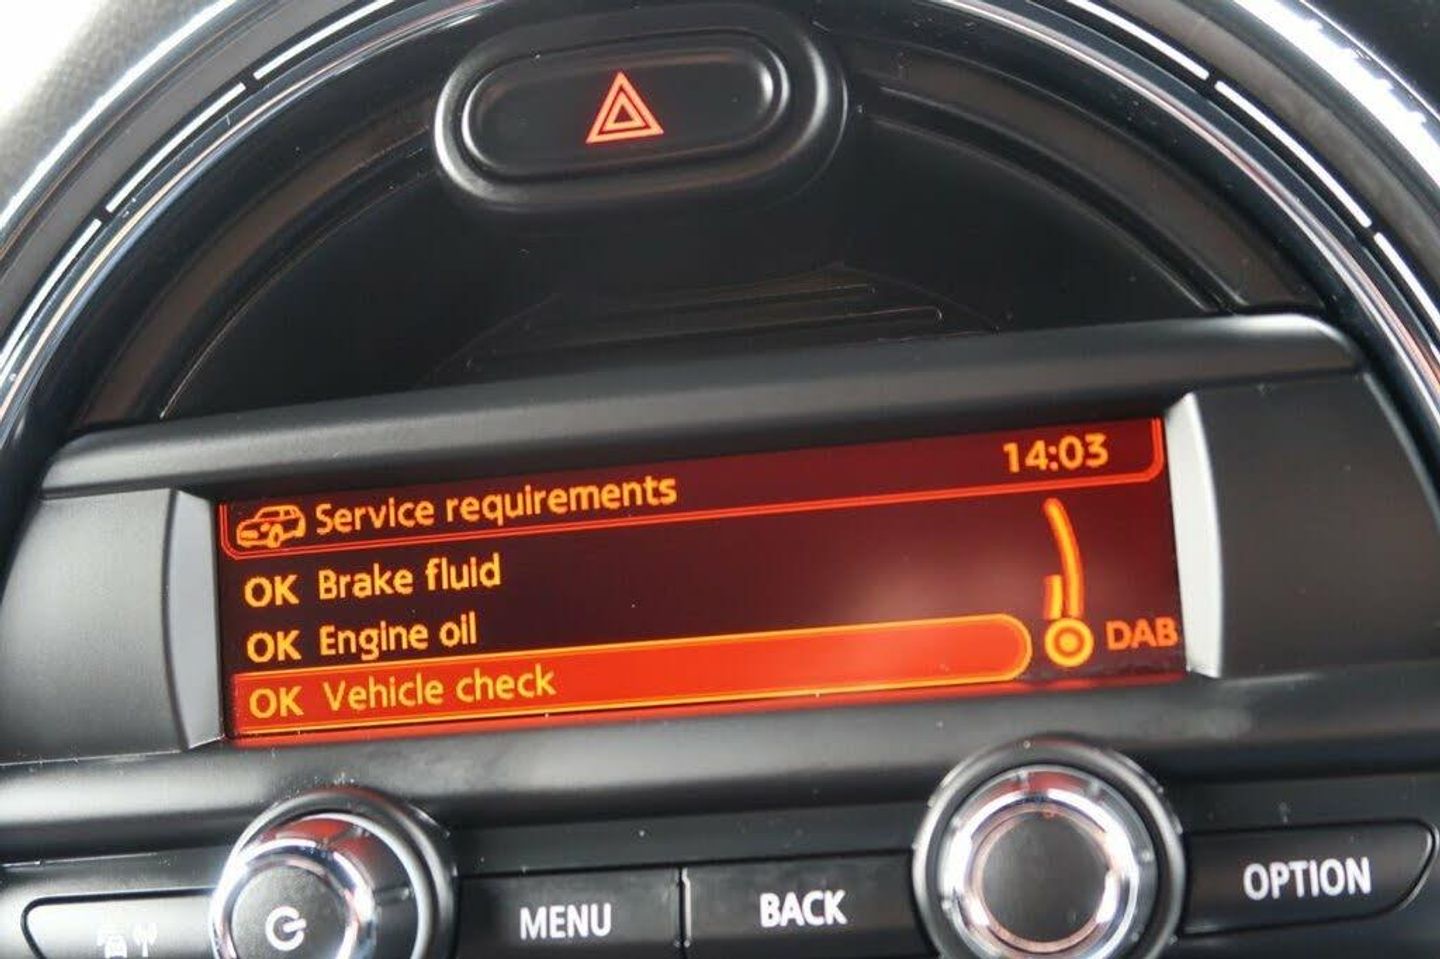 Service requirements 14:03
OK Brake fluid
OK Engine oil
OK Vehicle check
DAB
MENU
BACK
OPTION